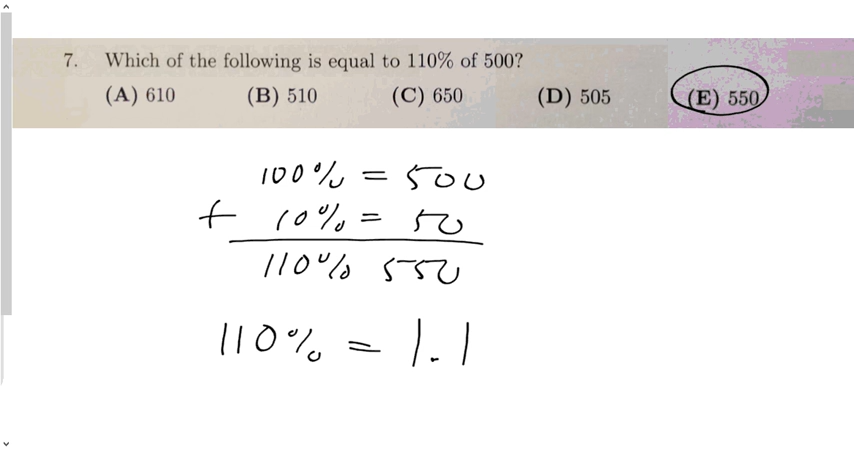 7. Which of the following is equal to 110% of 500?
(A) 610 (B) 510 (C) 650 (D) 505 (E) 550
100% = 500
+ 10% = 50
110% 550
110% = 1.1